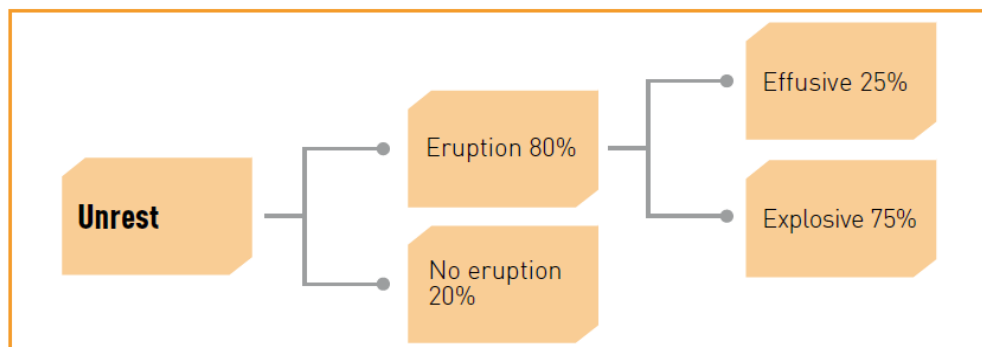 Unrest
Eruption 80%
No eruption
20%
Effusive 25%
Explosive 75%